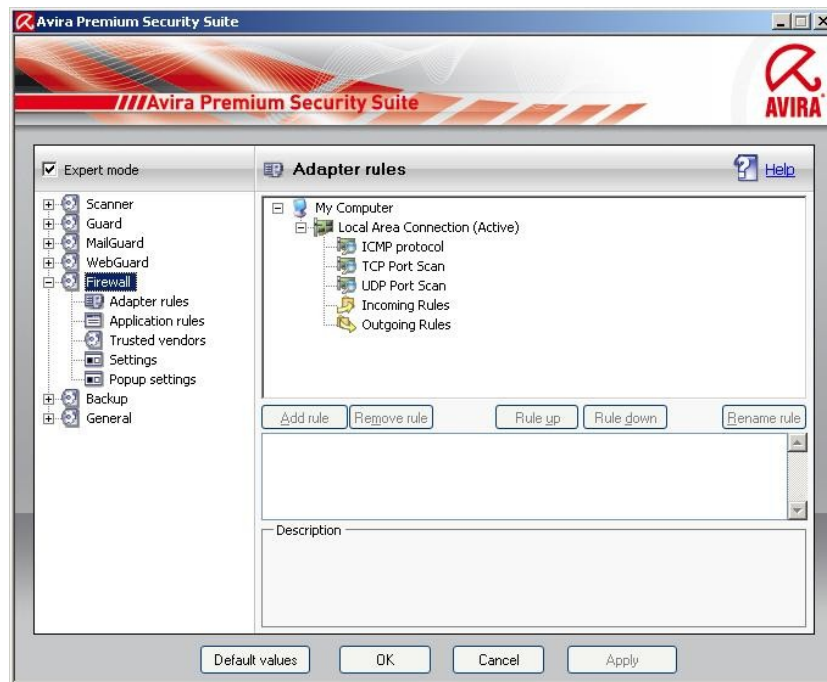 Avira Premium Security Suite
////Avira Premium Security Suite
AVIRA
Expert mode
Scanner
Guard
MailGuard
WebGuard
Firewall
Adapter rules
Application rules
Trusted vendors
Settings
Popup settings
Backup
General
Adapter rules
Help
My Computer
Local Area Connection (Active)
ICMP protocol
TCP Port Scan
UDP Port Scan
Incoming Rules
Outgoing Rules
Add rule Remove rule Rule up Rule down Rename rule
Description
Default values OK Cancel Apply